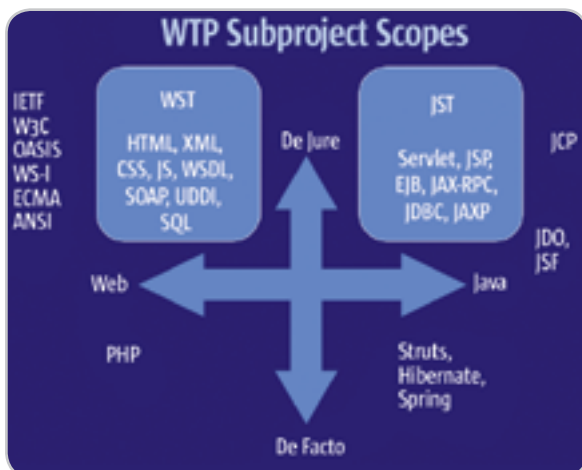 WTP Subproject Scopes
IETF
W3C
OASIS
WS-I
ECMA
ANSI
WST
HTML, XML,
CSS, JS, WSDL,
SOAP, UDDI,
SQL
De Jure
JST
Servlet, JSP,
EJB, JAX-RPC,
JDBC, JAXP
JCP
JDO,
JSF
Web
Java
PHP
Struts,
Hibernate,
Spring
De Facto